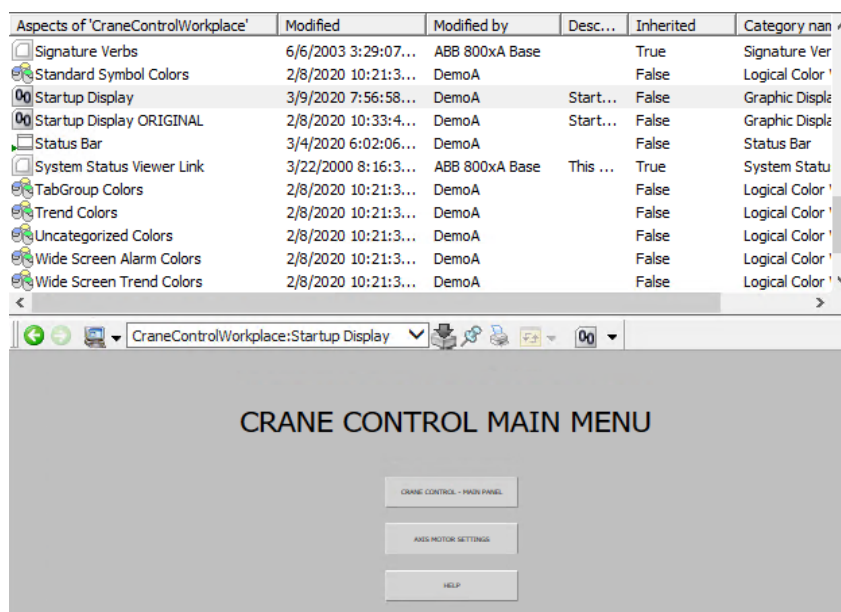 Aspects of 'CraneControlWorkplace' Modified Modified by Desc... Inherited Category nam
Signature Verbs 6/6/2003 3:29:07... ABB 800xA Base True Signature Ver
Standard Symbol Colors 2/8/2020 10:21:3... DemoA False Logical Color
Startup Display 3/9/2020 7:56:58... DemoA Start... False Graphic Displa
Startup Display ORIGINAL 2/8/2020 10:33:4... DemoA Start... False Graphic Displa
Status Bar 3/4/2020 6:02:06... DemoA False Status Bar
System Status Viewer Link 3/22/2000 8:16:3... ABB 800xA Base This ... True System Statu
TabGroup Colors 2/8/2020 10:21:3... DemoA False Logical Color
Trend Colors 2/8/2020 10:21:3... DemoA False Logical Color
Uncategorized Colors 2/8/2020 10:21:3... DemoA False Logical Color
Wide Screen Alarm Colors 2/8/2020 10:21:3... DemoA False Logical Color
Wide Screen Trend Colors 2/8/2020 10:21:3... DemoA False Logical Color
CraneControlWorkplace:Startup Display
CRANE CONTROL MAIN MENU
CRANE CONTROL - MAIN PANEL
AXIS MOTOR SETTINGS
HELP